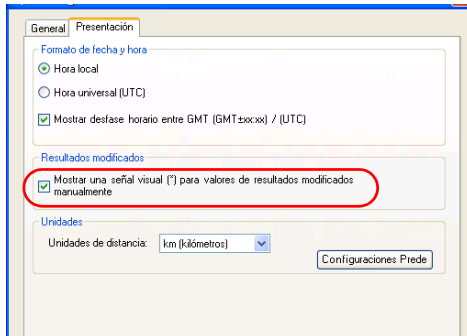 General Presentación
Formato de fecha y hora
Hora local
Hora universal (UTC)
Mostrar desfase horario entre GMT (GMT±xx:xx) / (UTC)
Resultados modificados
Mostrar una señal visual (*) para valores de resultados modificados
manualmente
Unidades
Unidades de distancia: km (kilómetros)
Configuraciones Prede